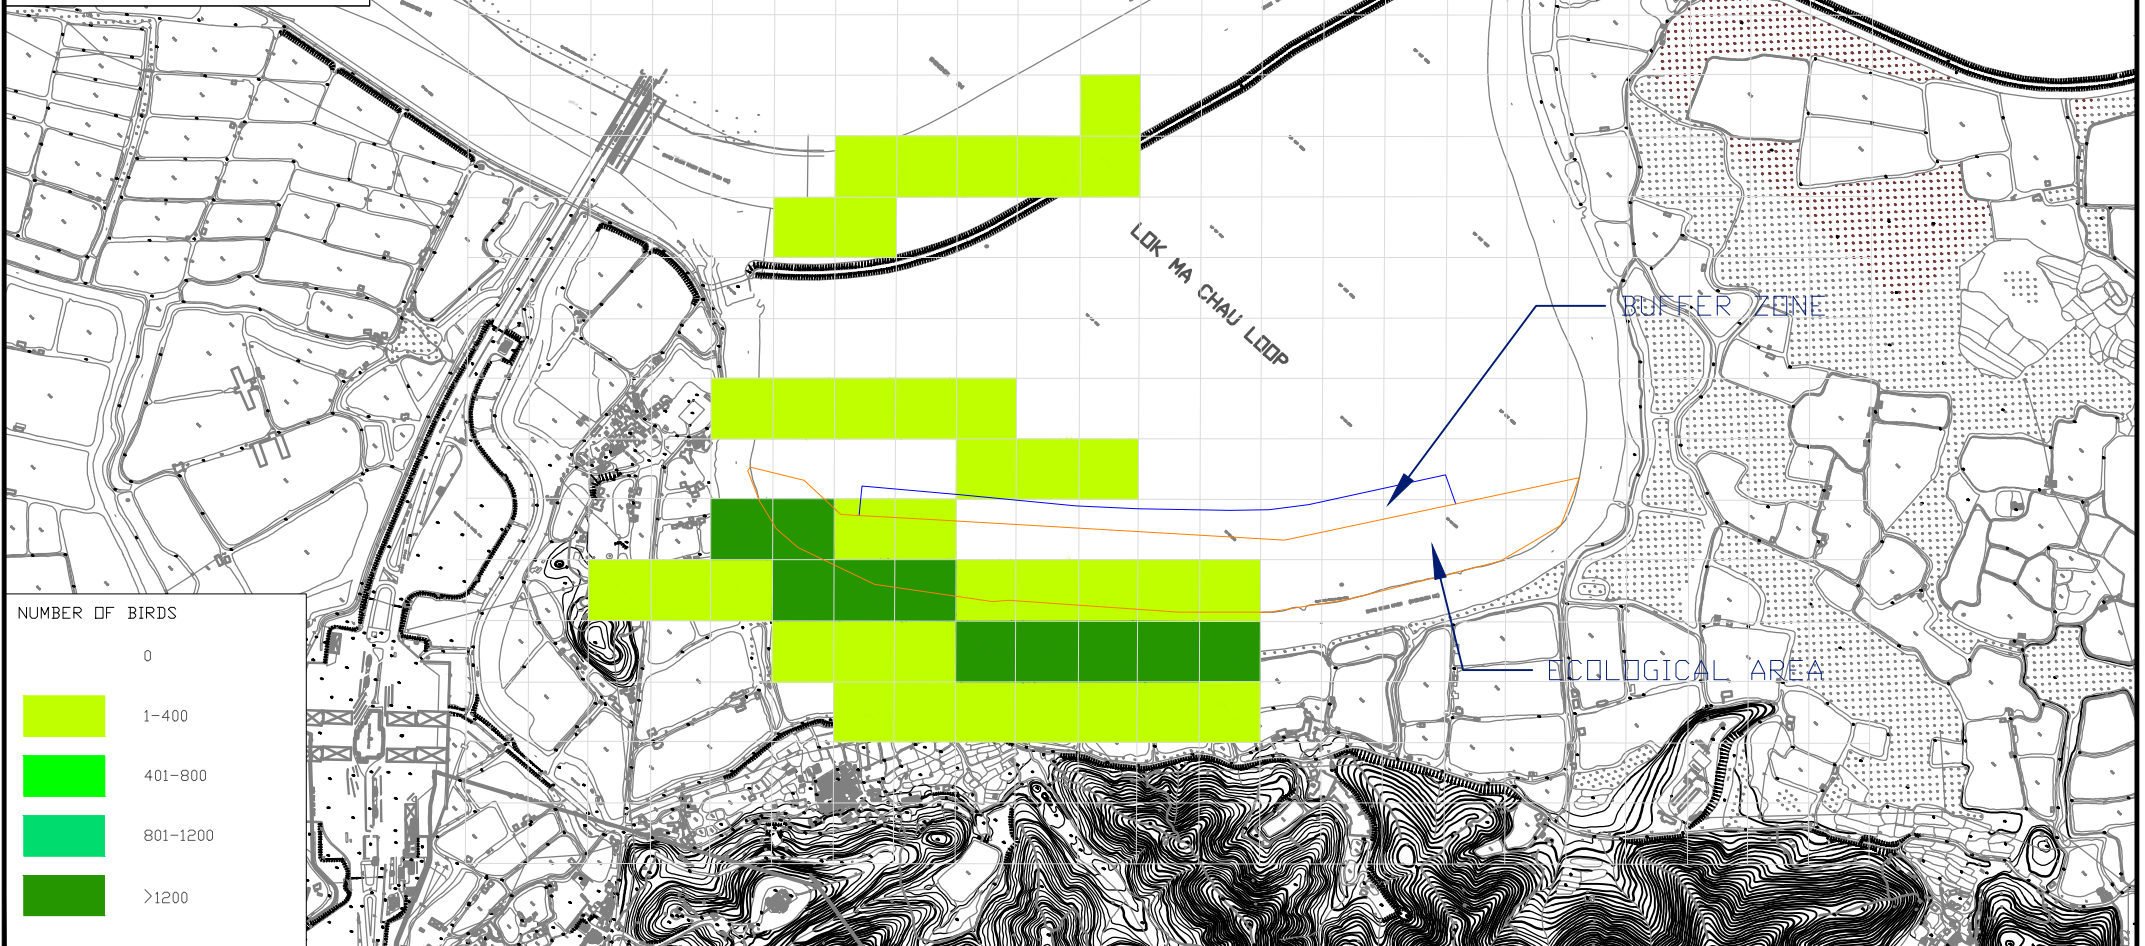 LOK MA CHAU LOOP
BUFFER ZONE
ECOLOGICAL AREA
NUMBER OF BIRDS
0
1-400
401-800
801-1200
>1200